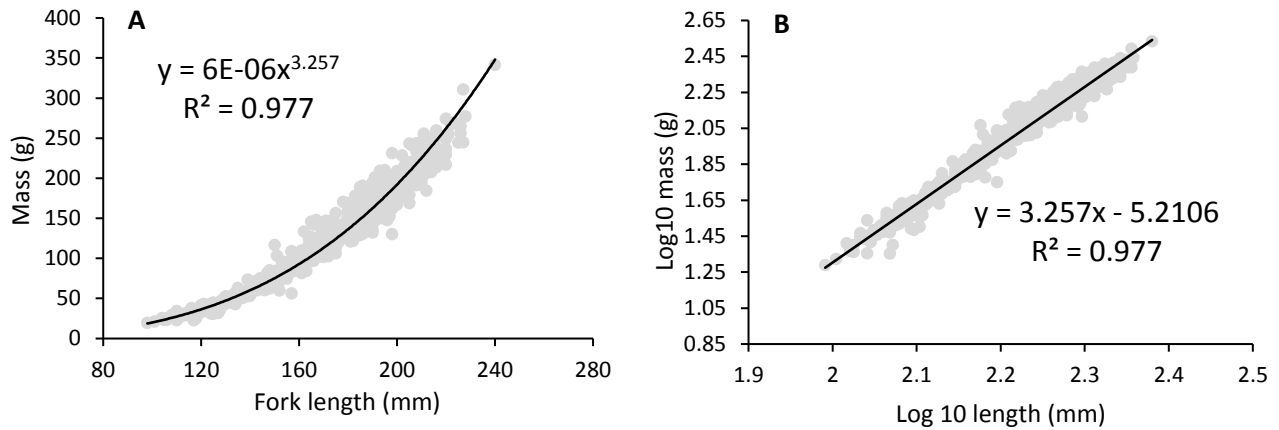 A
y = 6E-06x^3.257
R² = 0.977
Mass (g)
400
350
300
250
200
150
100
50
0
80 120 160 200 240 280
Fork length (mm)
B
y = 3.257x - 5.2106
R² = 0.977
Log10 mass (g)
2.65
2.45
2.25
2.05
1.85
1.65
1.45
1.25
1.05
0.85
1.9 2 2.1 2.2 2.3 2.4 2.5
Log 10 length (mm)